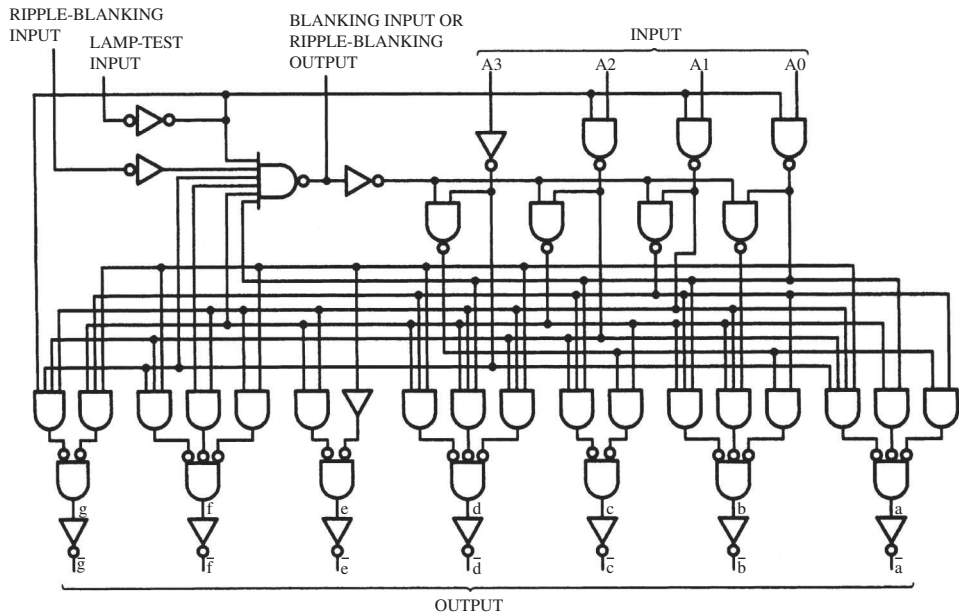 RIPPLE-BLANKING
INPUT
LAMP-TEST
INPUT
BLANKING INPUT OR
RIPPLE-BLANKING
OUTPUT
INPUT
A3 A2 A1 A0
g f e d c b a
g̅ f̅ e̅ d̅ c̅ b̅ a̅
OUTPUT